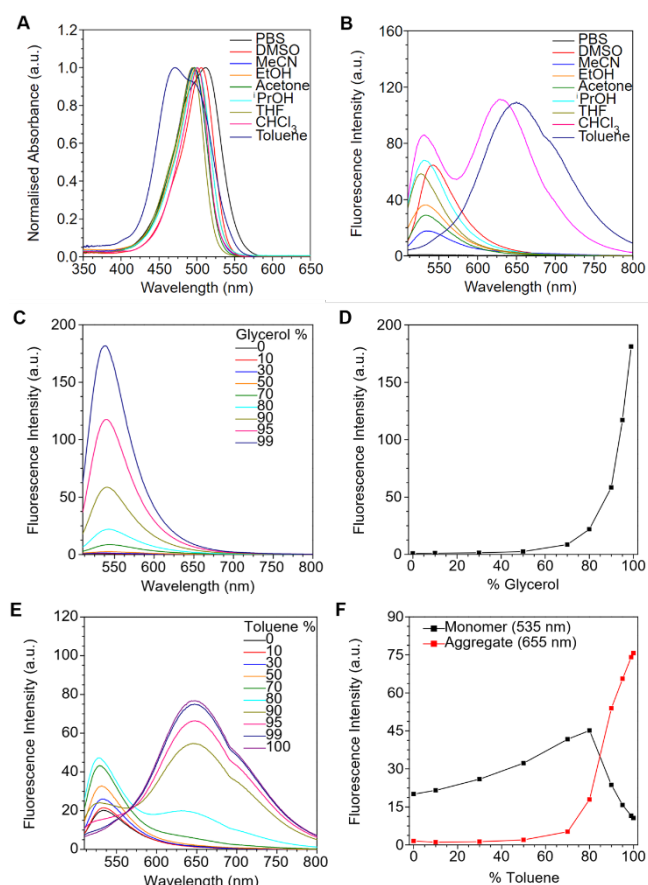 A
Normalised Absorbance (a.u.)
1.0
0.8
0.6
0.4
0.2
0.0
350 400 450 500 550 600 650
Wavelength (nm)
PBS
DMSO
MeCN
EtOH
Acetone
ⁱPrOH
THF
CHCl₃
Toluene
B
Fluorescence Intensity (a.u.)
160
120
80
40
0
550 600 650 700 750 800
Wavelength (nm)
PBS
DMSO
MeCN
EtOH
Acetone
ⁱPrOH
THF
CHCl₃
Toluene
C
Fluorescence Intensity (a.u.)
200
150
100
50
0
550 600 650 700 750 800
Wavelength (nm)
Glycerol %
0
10
30
50
70
80
90
95
99
D
Fluorescence Intensity (a.u.)
200
150
100
50
0
0 20 40 60 80 100
% Glycerol
E
Fluorescence Intensity (a.u.)
120
100
80
60
40
20
0
550 600 650 700 750 800
Wavelength (nm)
Toluene %
0
10
30
50
70
80
90
95
99
100
F
Fluorescence Intensity (a.u.)
90
75
60
45
30
15
0
0 20 40 60 80 100
% Toluene
Monomer (535 nm)
Aggregate (655 nm)